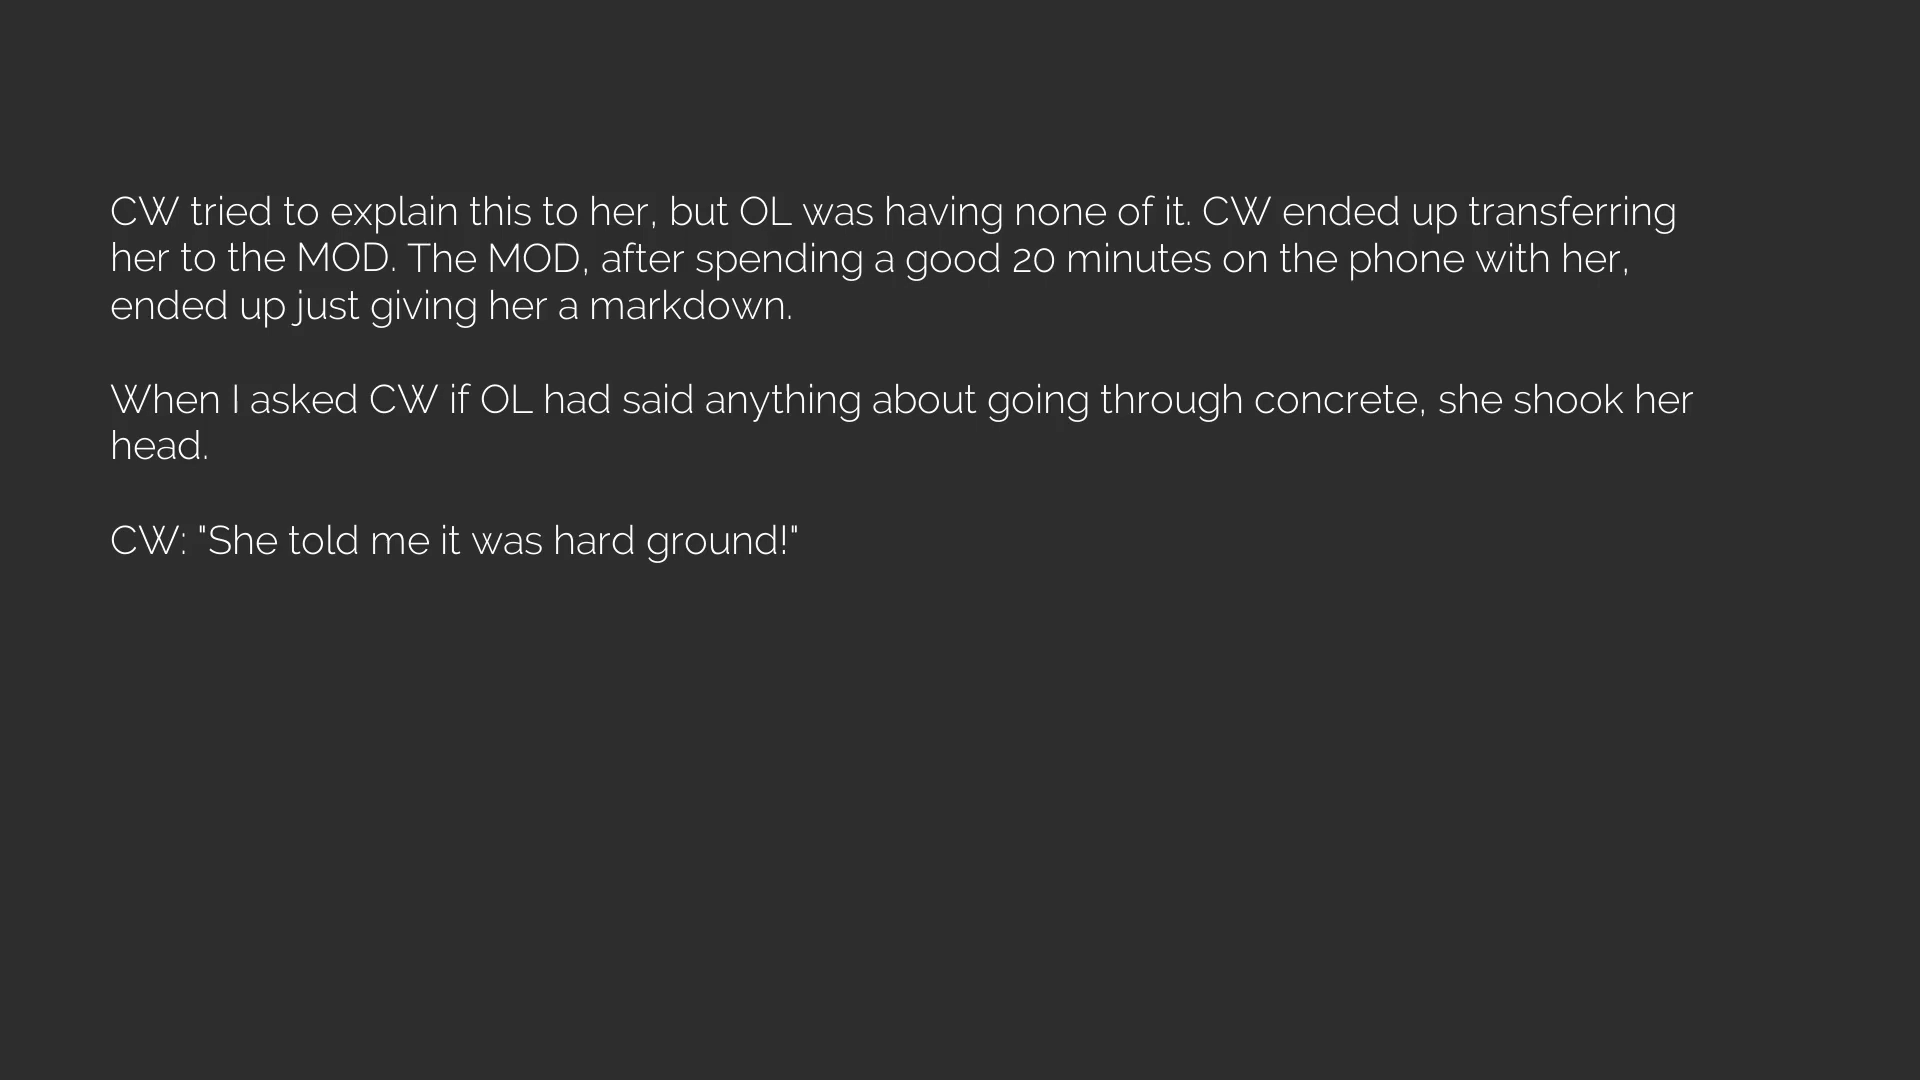 CW tried to explain this to her, but OL was having none of it. CW ended up transferring
her to the MOD. The MOD, after spending a good 20 minutes on the phone with her,
ended up just giving her a markdown.
When I asked CW if OL had said anything about going through concrete, she shook her
head.
CW: "She told me it was hard ground!"